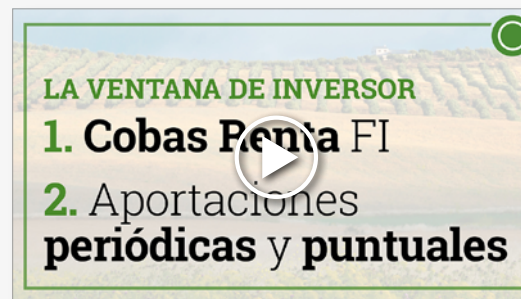 LA VENTANA DE INVERSOR
1. Cobas Renta FI
2. Aportaciones
periódicas y puntuales